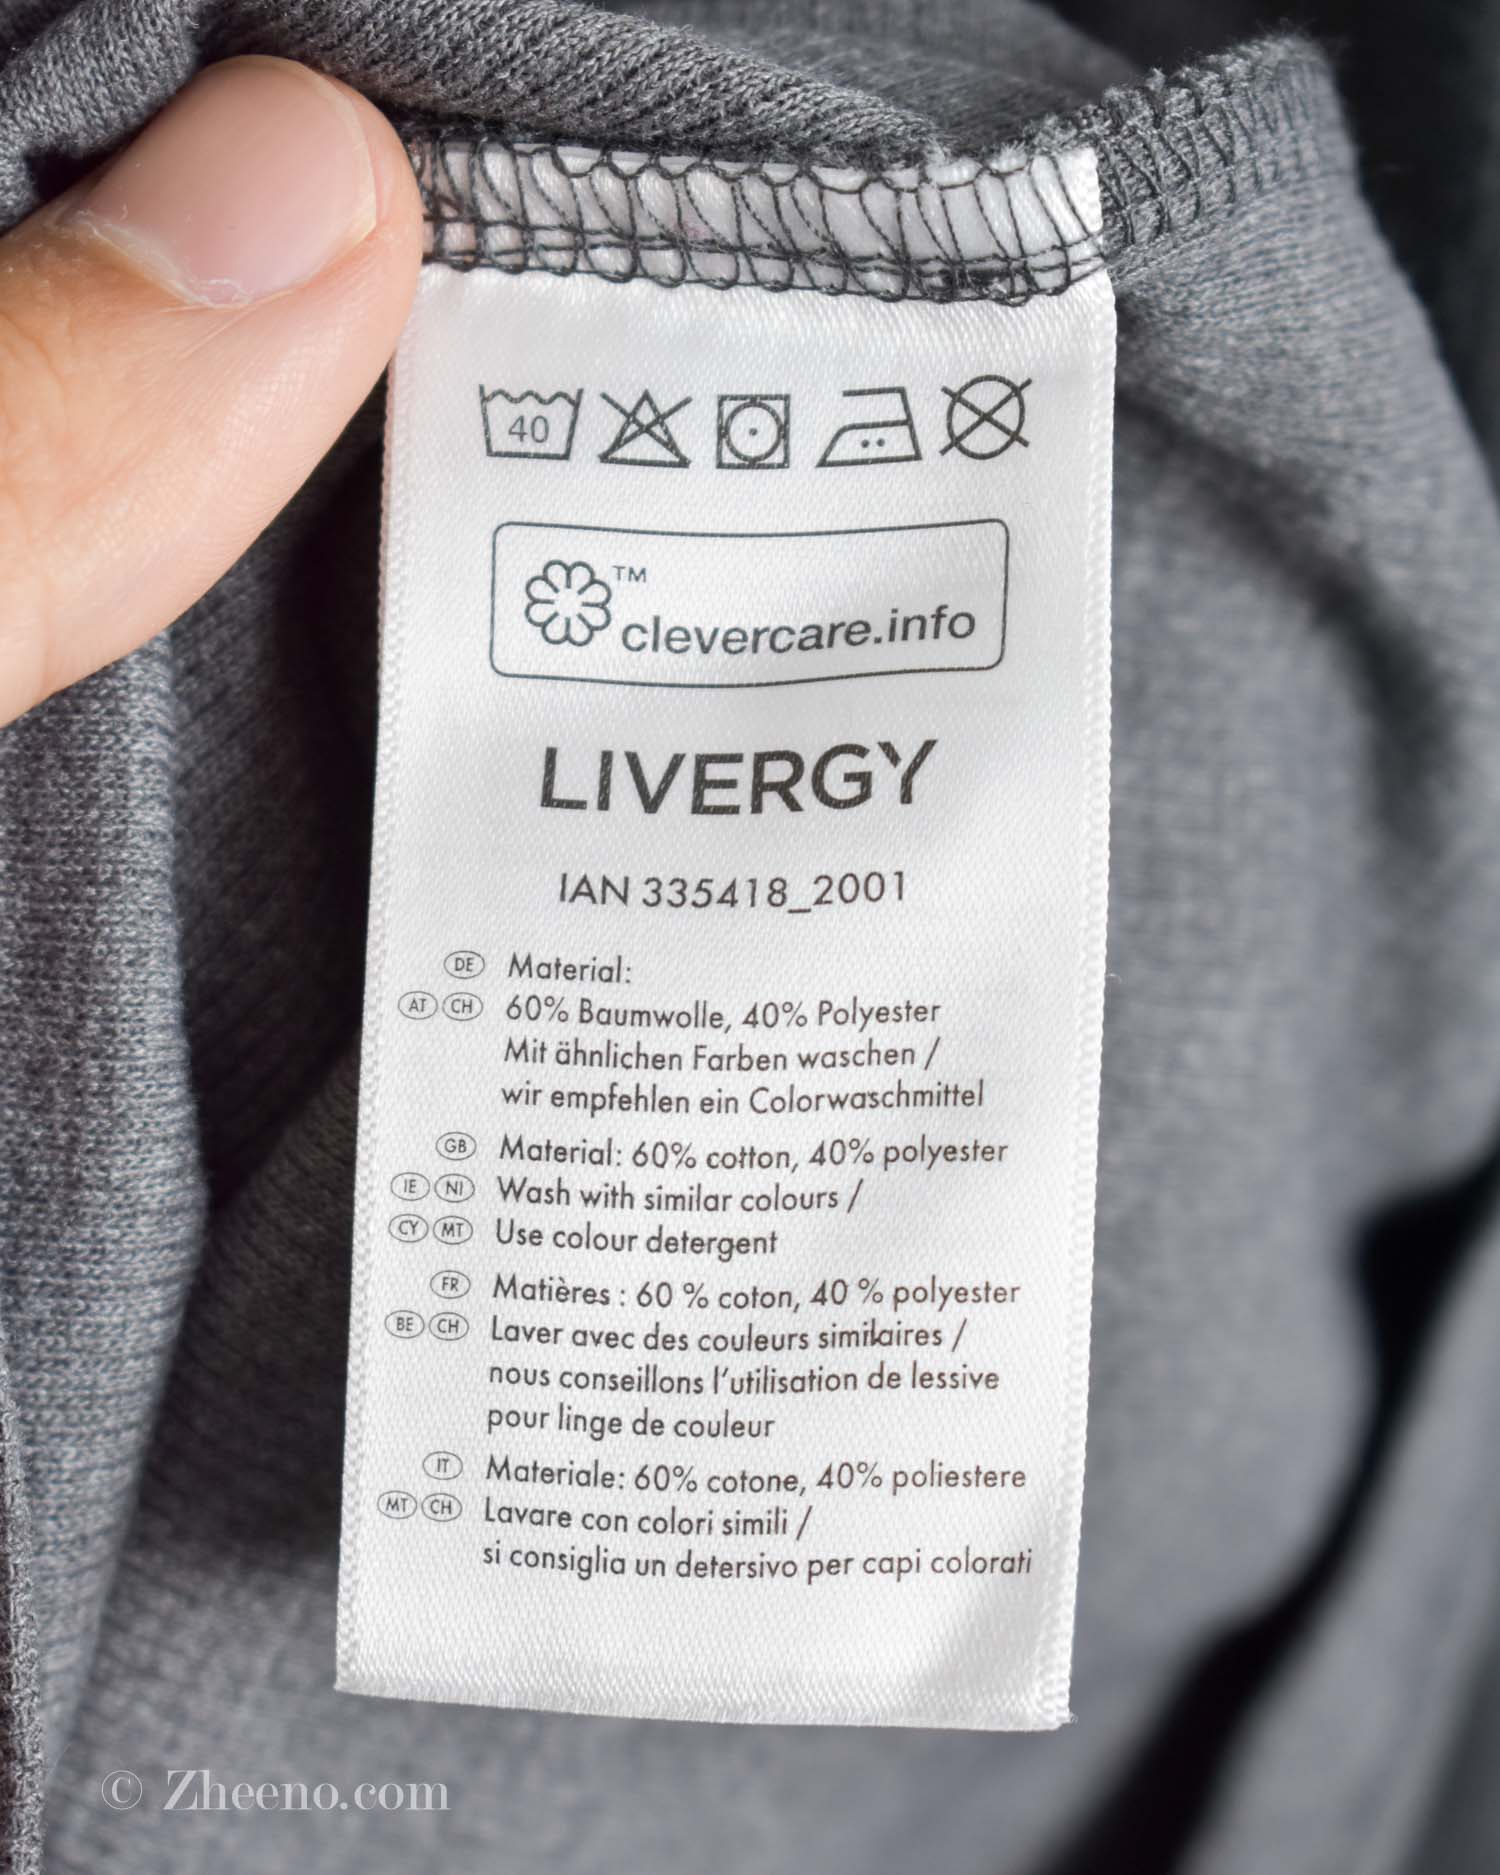 40
™
clevercare.info
LIVERGY
IAN 335418_2001
DE Material:
AT CH 60% Baumwolle, 40% Polyester
Mit ähnlichen Farben waschen /
wir empfehlen ein Colorwaschmittel
GB Material: 60% cotton, 40% polyester
IE NI Wash with similar colours /
CY MT Use colour detergent
FR Matières : 60 % coton, 40 % polyester
BE CH Laver avec des couleurs similaires /
nous conseillons l'utilisation de lessive
pour linge de couleur
IT Materiale: 60% cotone, 40% poliestere
MT CH Lavare con colori simili /
si consiglia un detersivo per capi colorati
© Zheeno.com